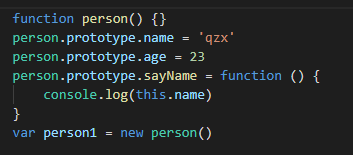 function person() {}
person.prototype.name = 'qzx'
person.prototype.age = 23
person.prototype.sayName = function () {
    console.log(this.name)
}
var person1 = new person()